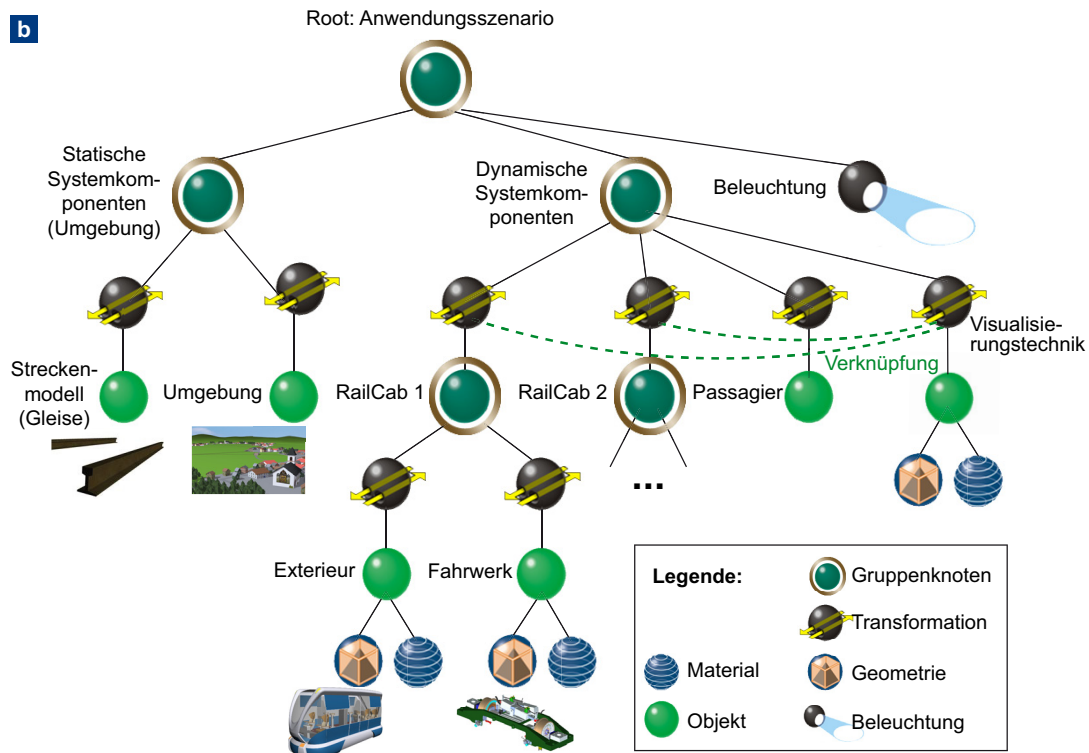 b
Root: Anwendungsszenario
Statische
Systemkom-
ponenten
(Umgebung)
Dynamische
Systemkom-
ponenten
Beleuchtung
Visualisie-
rungstechnik
Verknüpfung
Strecken-
modell
(Gleise)
Umgebung
RailCab 1
RailCab 2
Passagier
...
Exterieur
Fahrwerk
Legende:
Gruppenknoten
Transformation
Material
Geometrie
Objekt
Beleuchtung